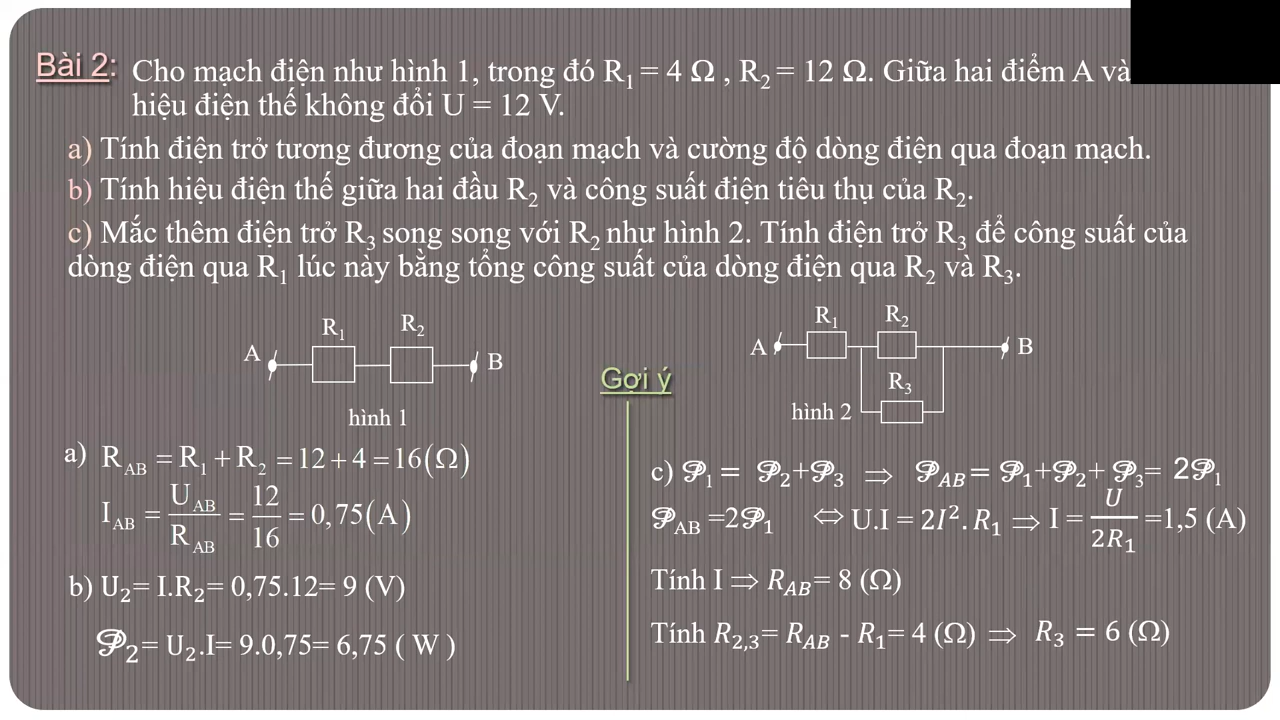 Bài 2: Cho mạch điện như hình 1, trong đó R₁ = 4 Ω , R₂ = 12 Ω. Giữa hai điểm A và
hiệu điện thế không đổi U = 12 V.
a) Tính điện trở tương đương của đoạn mạch và cường độ dòng điện qua đoạn mạch.
b) Tính hiệu điện thế giữa hai đầu R₂ và công suất điện tiêu thụ của R₂.
c) Mắc thêm điện trở R₃ song song với R₂ như hình 2. Tính điện trở R₃ để công suất của
dòng điện qua R₁ lúc này bằng tổng công suất của dòng điện qua R₂ và R₃.
R₁ R₂
A B
hình 1
R₁ R₂
A B
R₃
hình 2
Gợi ý
a) R_AB = R₁ + R₂ = 12 + 4 = 16(Ω)
I_AB = U_AB / R_AB = 12 / 16 = 0,75(A)
b) U₂= I.R₂= 0,75.12= 9 (V)
𝒫₂= U₂.I= 9.0,75= 6,75 ( W )
c) 𝒫₁ = 𝒫₂+𝒫₃ ⇒ 𝒫_AB = 𝒫₁+𝒫₂+ 𝒫₃= 2𝒫₁
𝒫_AB =2𝒫₁ ⇔ U.I = 2I².R₁ ⇒ I = U / 2R₁ =1,5 (A)
Tính I ⇒ R_AB= 8 (Ω)
Tính R₂,₃= R_AB - R₁= 4 (Ω) ⇒ R₃ = 6 (Ω)